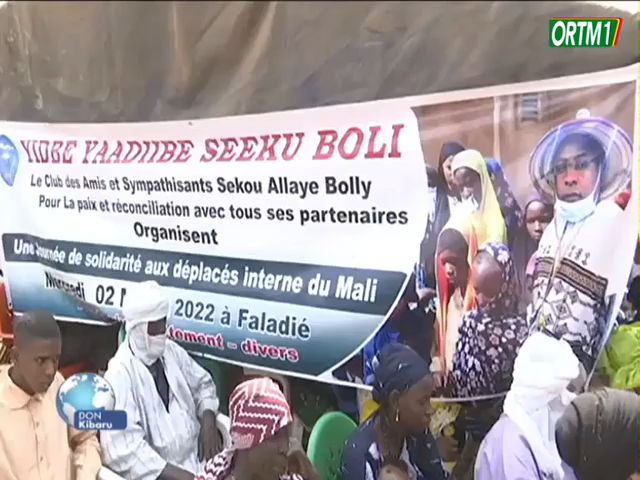 ORTM1
YIDBE YAADIIBE SEEKU BOLI
Le Club des Amis et Sympathisants Sekou Allaye Bolly
Pour La paix et réconciliation avec tous ses partenaires
Organisent
Une Journée de solidarité aux déplacés interne du Mali
02 2022 à Faladié
– divers
DON
Kibaru